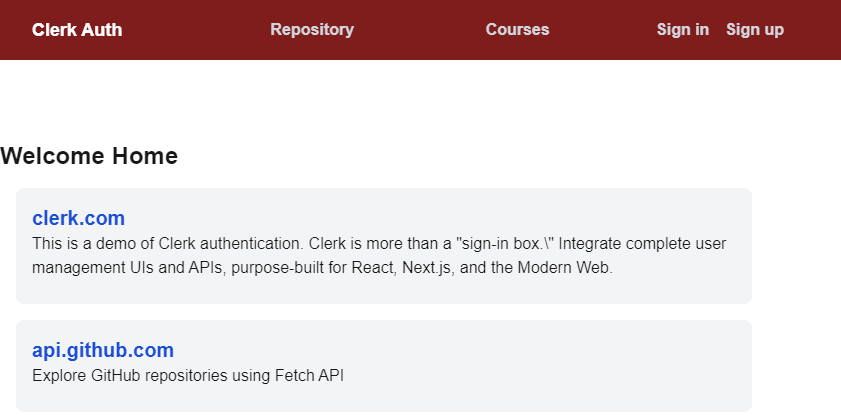 Clerk Auth Repository Courses Sign in Sign up
Welcome Home
clerk.com
This is a demo of Clerk authentication. Clerk is more than a "sign-in box.\" Integrate complete user
management UIs and APIs, purpose-built for React, Next.js, and the Modern Web.
api.github.com
Explore GitHub repositories using Fetch API